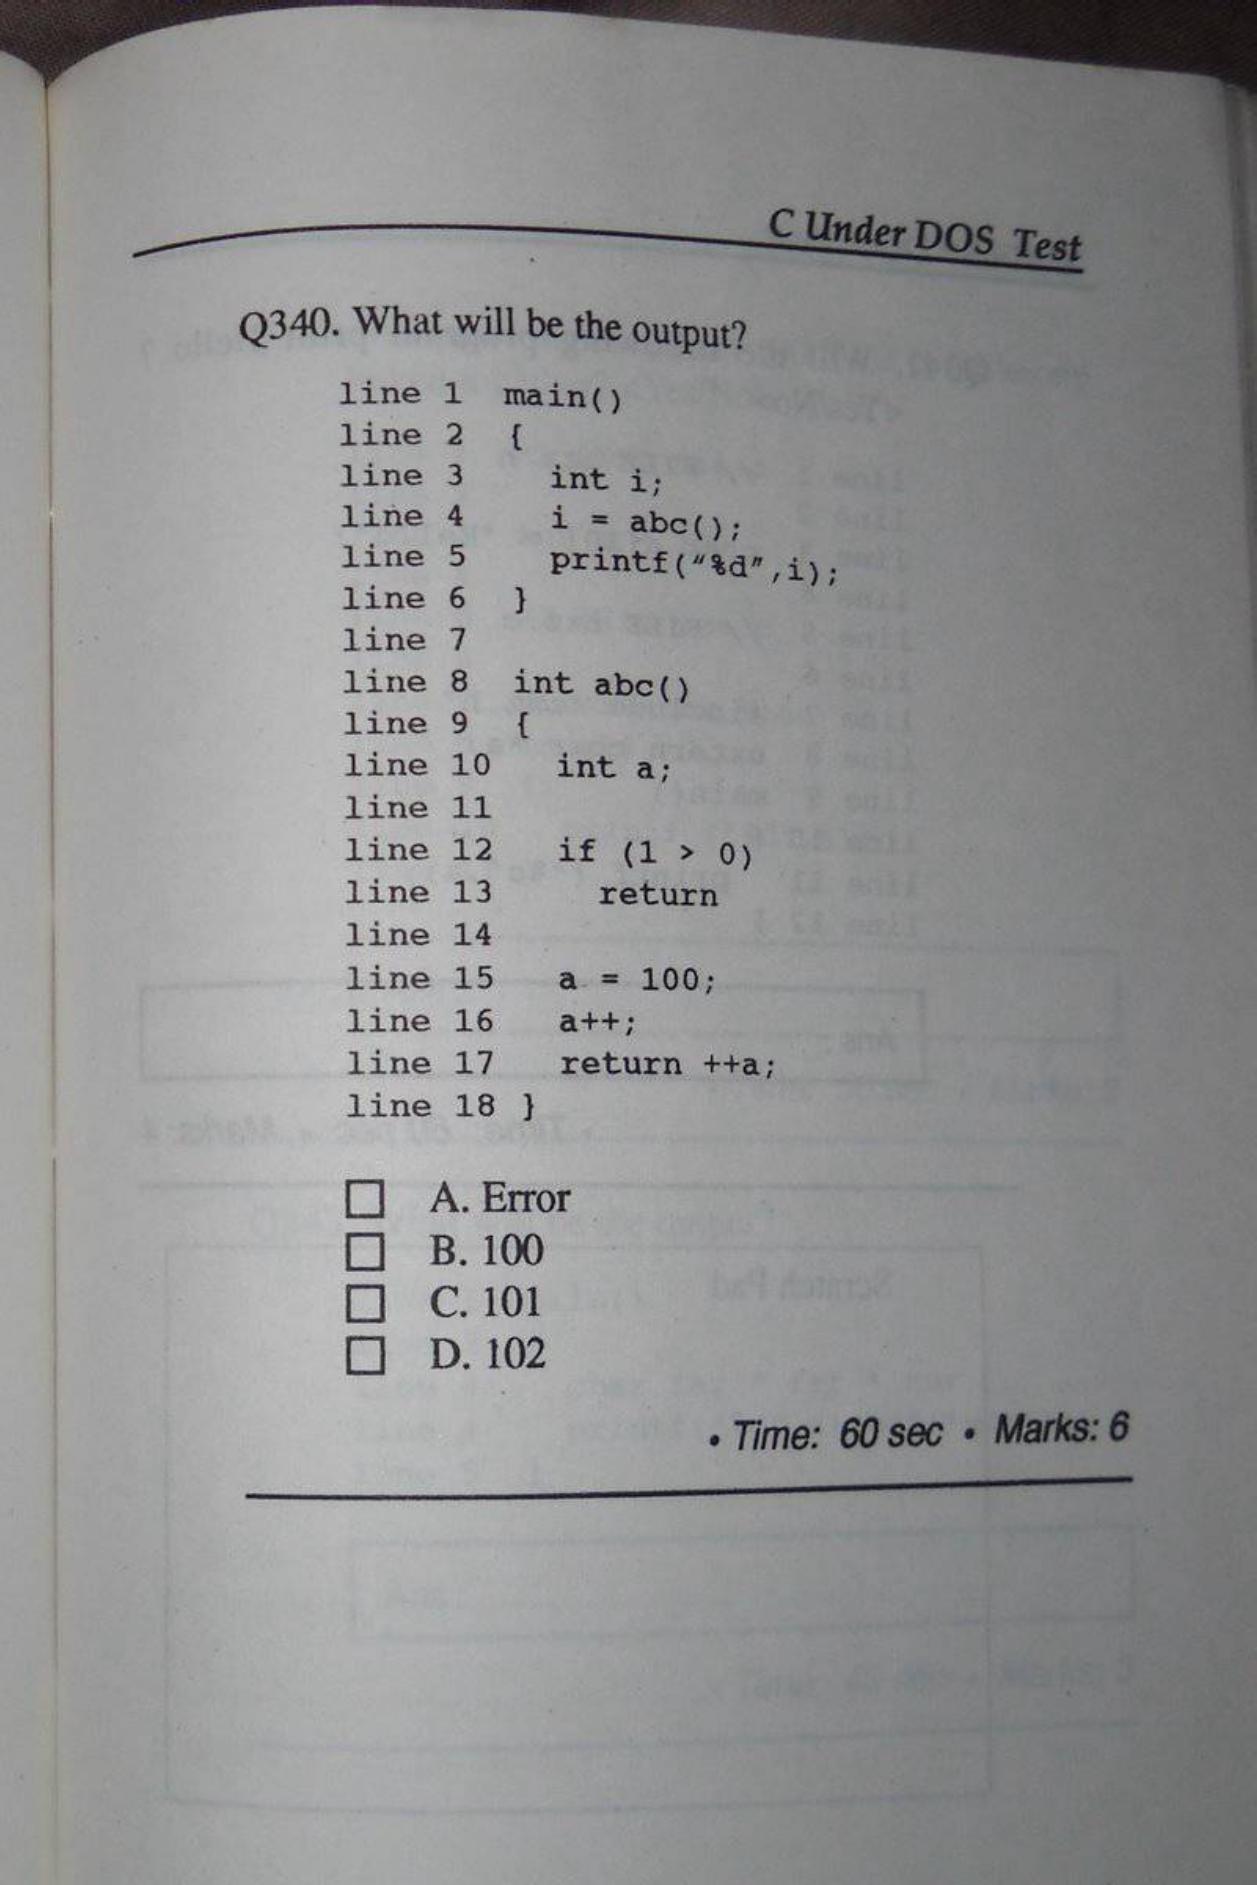 C Under DOS Test
Q340. What will be the output?
line 1 main()
line 2 {
line 3 int i;
line 4 i = abc();
line 5 printf("%d",i);
line 6 }
line 7
line 8 int abc()
line 9 {
line 10 int a;
line 11
line 12 if (1 > 0)
line 13 return
line 14
line 15 a = 100;
line 16 a++;
line 17 return ++a;
line 18 }
A. Error
B. 100
C. 101
D. 102
• Time: 60 sec • Marks: 6